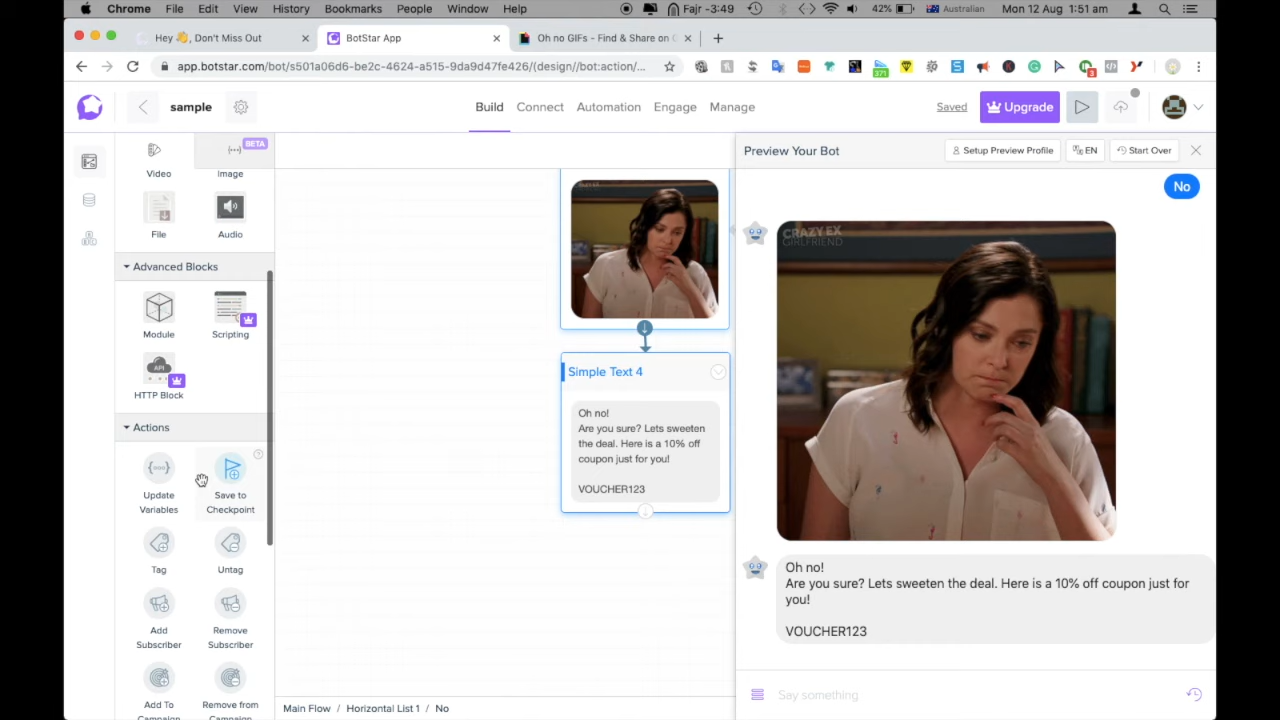 Chrome File Edit View History Bookmarks People Window Help Fajr -3:49 42% Australian Mon 12 Aug 1:51 am
Hey 👋, Don't Miss Out
BotStar App
Oh no GIFs - Find & Share on G
app.botstar.com/bot/s501a06d6-be2c-4624-a515-9da9d47fe426/(design//bot:action/...
371
3
sample
Build Connect Automation Engage Manage
Saved
Upgrade
BETA
Video
Image
File
Audio
Advanced Blocks
Module
Scripting
API
HTTP Block
Actions
Update
Variables
Save to
Checkpoint
Tag
Untag
Add
Subscriber
Remove
Subscriber
Add To
Campaign
Remove from
Campaign
Simple Text 4
Oh no!
Are you sure? Lets sweeten
the deal. Here is a 10% off
coupon just for you!
VOUCHER123
Main Flow / Horizontal List 1 / No
Preview Your Bot
Setup Preview Profile
EN
Start Over
No
CRAZY EX
GIRLFRIEND
Oh no!
Are you sure? Lets sweeten the deal. Here is a 10% off coupon just for
you!
VOUCHER123
Say something